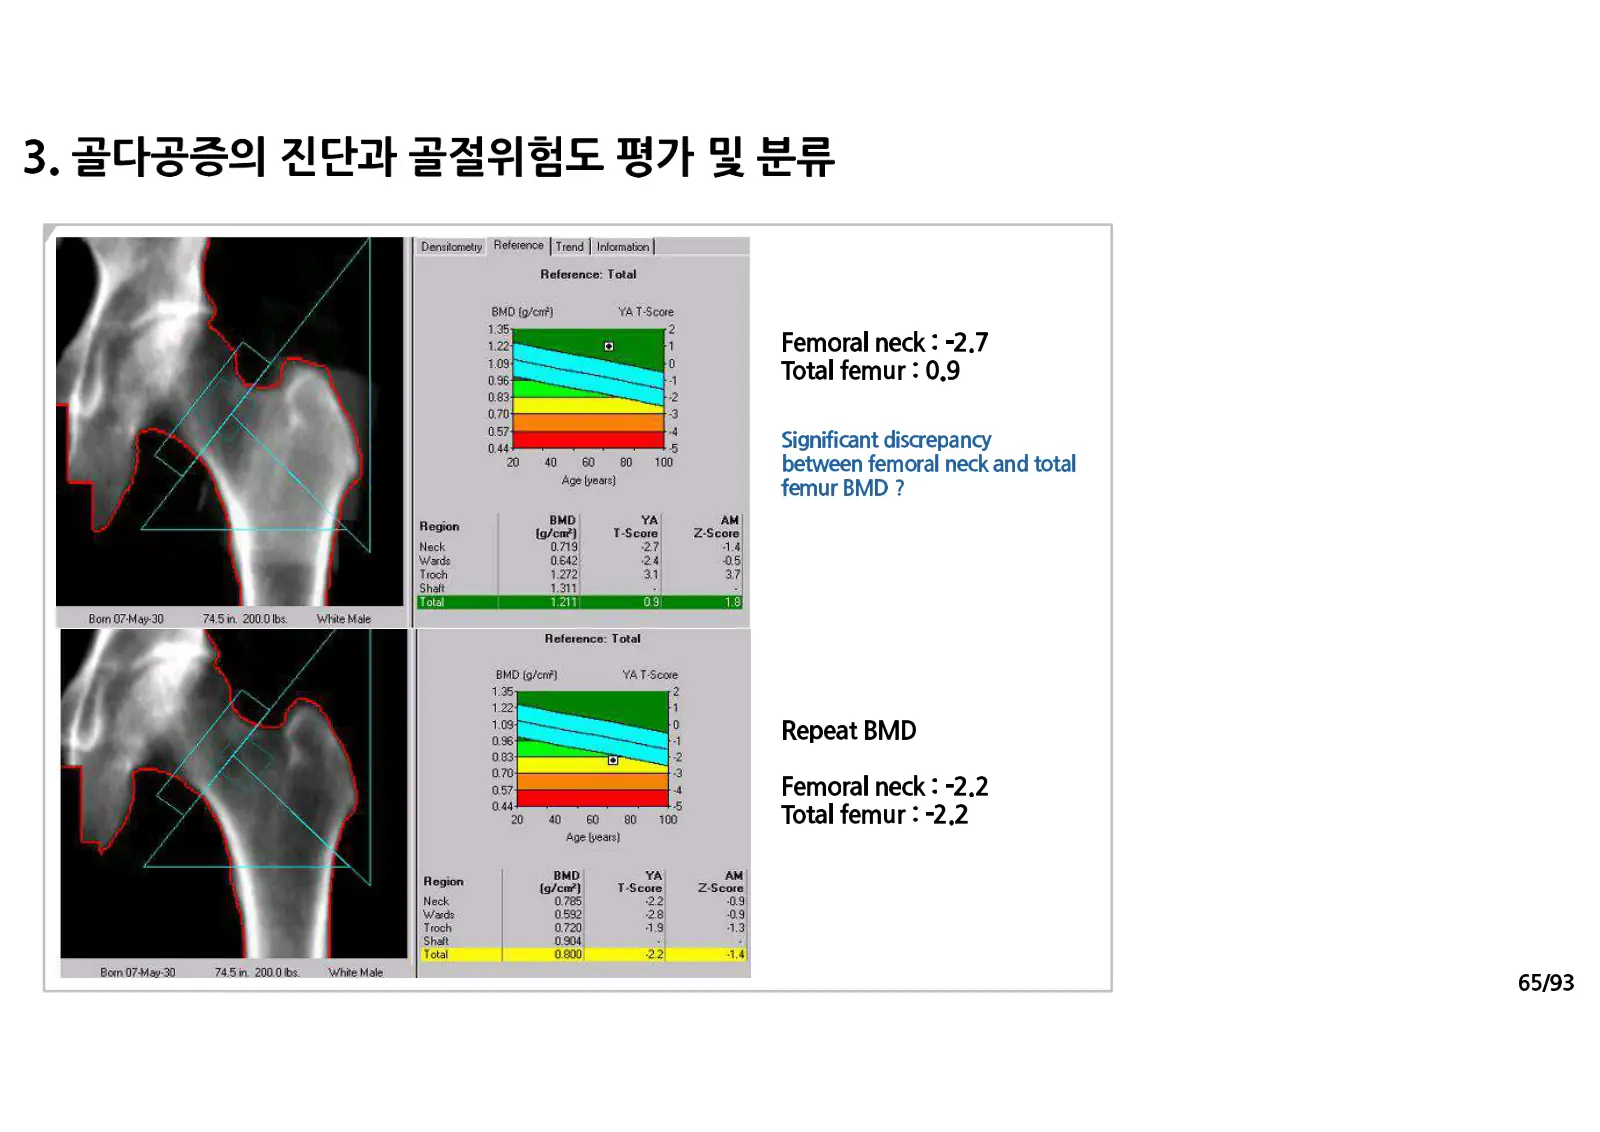 3. 골다공증의 진단과 골절위험도 평가 및 분류
Densitometry Reference Trend Information
Reference: Total
BMD (g/cm²) YA T-Score
1.35 2
1.22 1
1.09 0
0.96 -1
0.83 -2
0.70 -3
0.57 -4
0.44 -5
20 40 60 80 100
Age (years)
Region BMD (g/cm²) YA T-Score AM Z-Score
Neck 0.719 -2.7 -1.4
Wards 0.642 -2.4 -0.5
Troch 1.272 3.1 3.7
Shaft 1.311 - -
Total 1.211 0.9 1.8
Born 07-May-30 74.5 in. 200.0 lbs. White Male
Femoral neck : -2.7
Total femur : 0.9
Significant discrepancy
between femoral neck and total
femur BMD ?
Reference: Total
BMD (g/cm²) YA T-Score
1.35 2
1.22 1
1.09 0
0.96 -1
0.83 -2
0.70 -3
0.57 -4
0.44 -5
20 40 60 80 100
Age (years)
Region BMD (g/cm²) YA T-Score AM Z-Score
Neck 0.785 -2.2 -0.9
Wards 0.592 -2.8 -0.9
Troch 0.720 -1.9 -1.3
Shaft 0.904 - -
Total 0.800 -2.2 -1.4
Born 07-May-30 74.5 in. 200.0 lbs. White Male
Repeat BMD
Femoral neck : -2.2
Total femur : -2.2
65/93